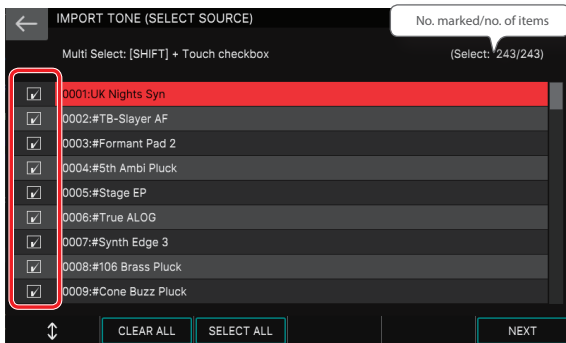 IMPORT TONE (SELECT SOURCE)
No. marked/no. of items
Multi Select: [SHIFT] + Touch checkbox
(Select: 243/243)
0001:UK Nights Syn
0002:#TB-Slayer AF
0003:#Formant Pad 2
0004:#5th Ambi Pluck
0005:#Stage EP
0006:#True ALOG
0007:#Synth Edge 3
0008:#106 Brass Pluck
0009:#Cone Buzz Pluck
CLEAR ALL
SELECT ALL
NEXT